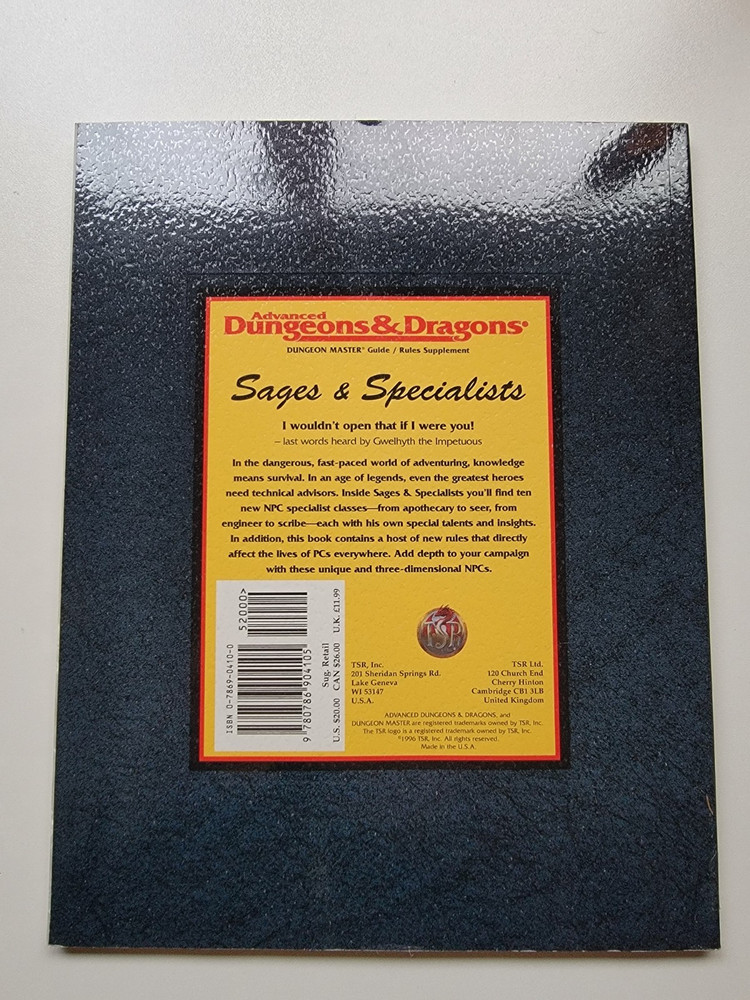 Advanced
Dungeons & Dragons®
DUNGEON MASTER® Guide / Rules Supplement
Sages & Specialists
I wouldn't open that if I were you!
– last words heard by Gwelhyth the Impetuous
In the dangerous, fast-paced world of adventuring, knowledge
means survival. In an age of legends, even the greatest heroes
need technical advisors. Inside Sages & Specialists you'll find ten
new NPC specialist classes—from apothecary to seer, from
engineer to scribe—each with his own special talents and insights.
In addition, this book contains a host of new rules that directly
affect the lives of PCs everywhere. Add depth to your campaign
with these unique and three-dimensional NPCs.
ISBN 0-7869-0410-0
52000>
9 780786 904105
Sug. Retail
U.S. $20.00 CAN $26.00 U.K. £11.99
TSR
TSR, Inc.
201 Sheridan Springs Rd.
Lake Geneva
WI 53147
U.S.A.
TSR Ltd.
120 Church End
Cherry Hinton
Cambridge CB1 3LB
United Kingdom
ADVANCED DUNGEONS & DRAGONS, and
DUNGEON MASTER are registered trademarks owned by TSR, Inc.
The TSR logo is a registered trademark owned by TSR, Inc.
©1996 TSR, Inc. All rights reserved.
Made in the U.S.A.